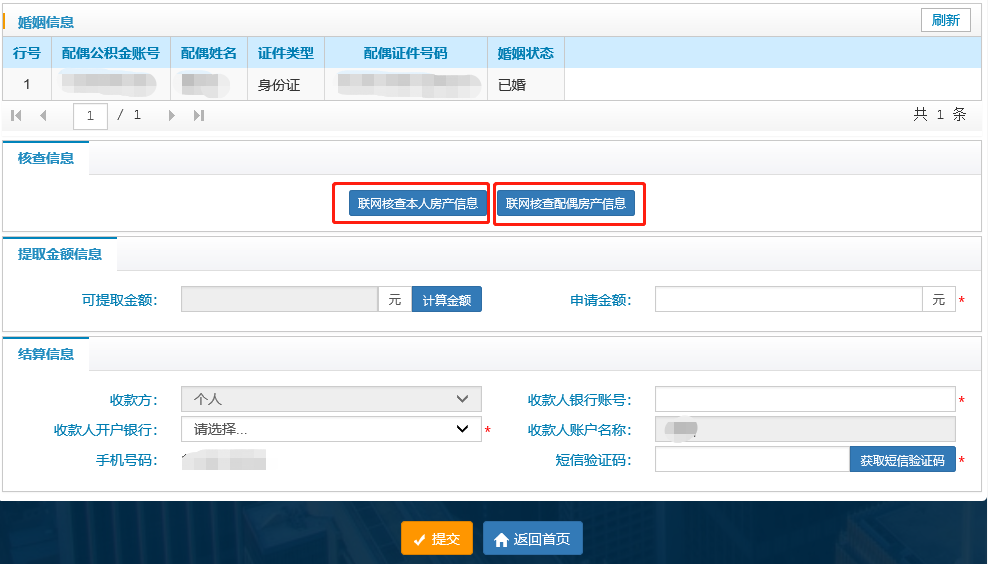 婚姻信息 刷新
行号 配偶公积金账号 配偶姓名 证件类型 配偶证件号码 婚姻状态
1 身份证 已婚
1 / 1 共 1 条
核查信息
联网核查本人房产信息 联网核查配偶房产信息
提取金额信息
可提取金额: 元 计算金额 申请金额: 元 *
结算信息
收款方: 个人 收款人银行账号: *
收款人开户银行: 请选择... * 收款人账户名称:
手机号码: 短信验证码: 获取短信验证码 *
提交 返回首页